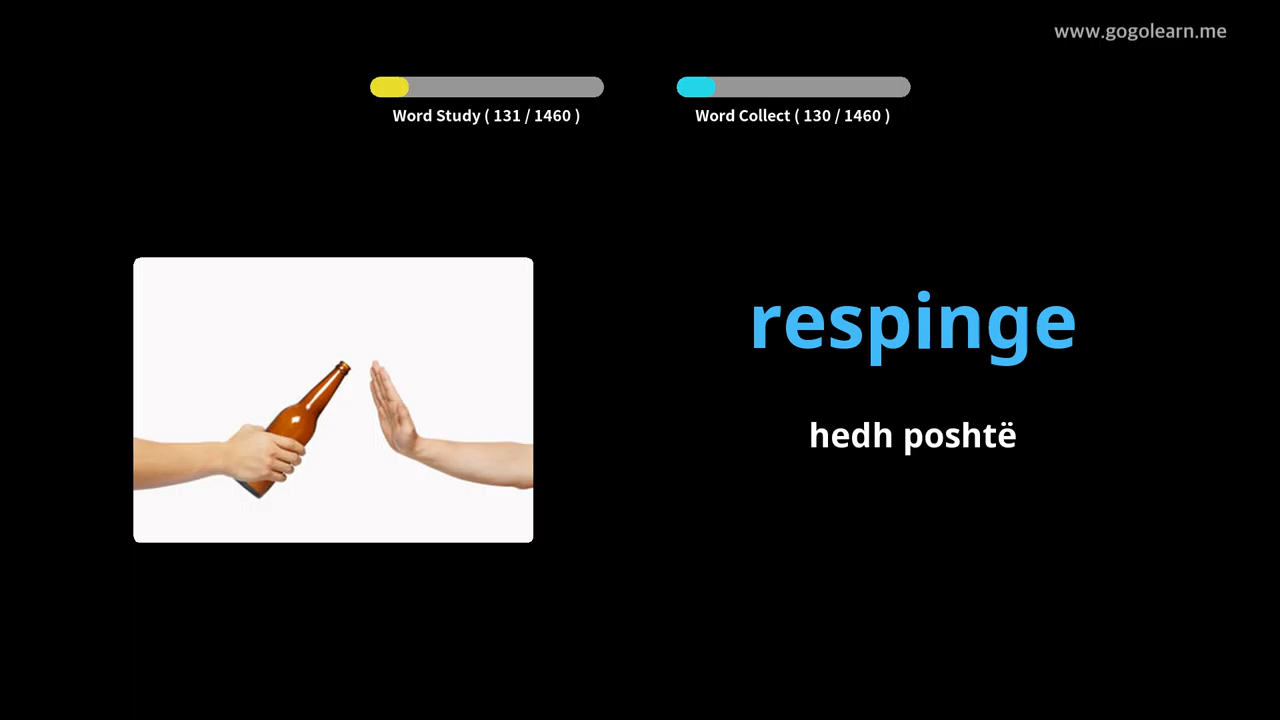 www.gogolearn.me
Word Study ( 131 / 1460 )
Word Collect ( 130 / 1460 )
respinge
hedh poshtë